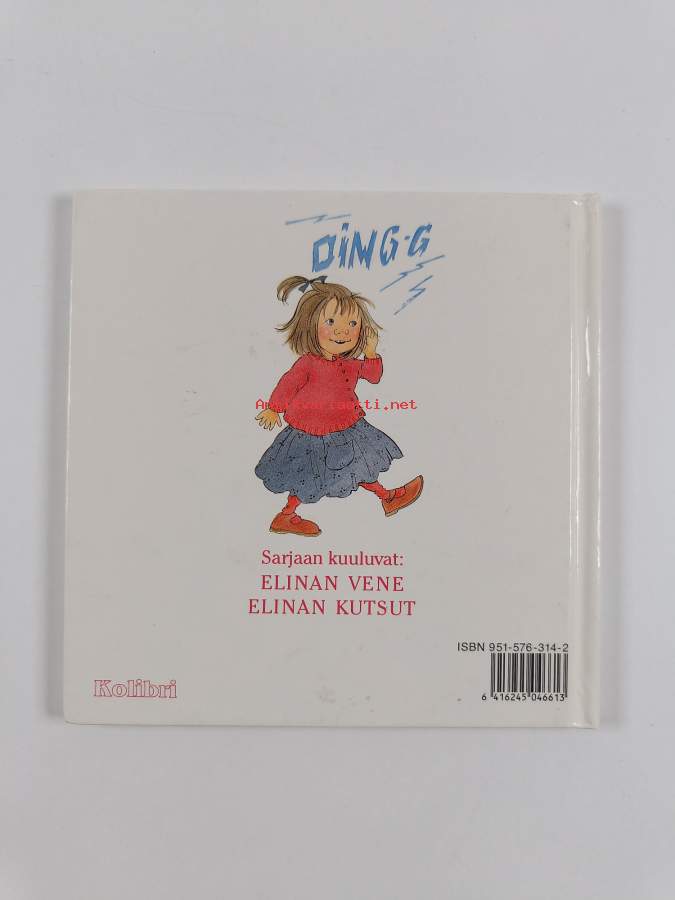 DING-G
Antikvariaatti.net
Sarjaan kuuluvat:
ELINAN VENE
ELINAN KUTSUT
ISBN 951-576-314-2
Kolibri
6 416245 046613